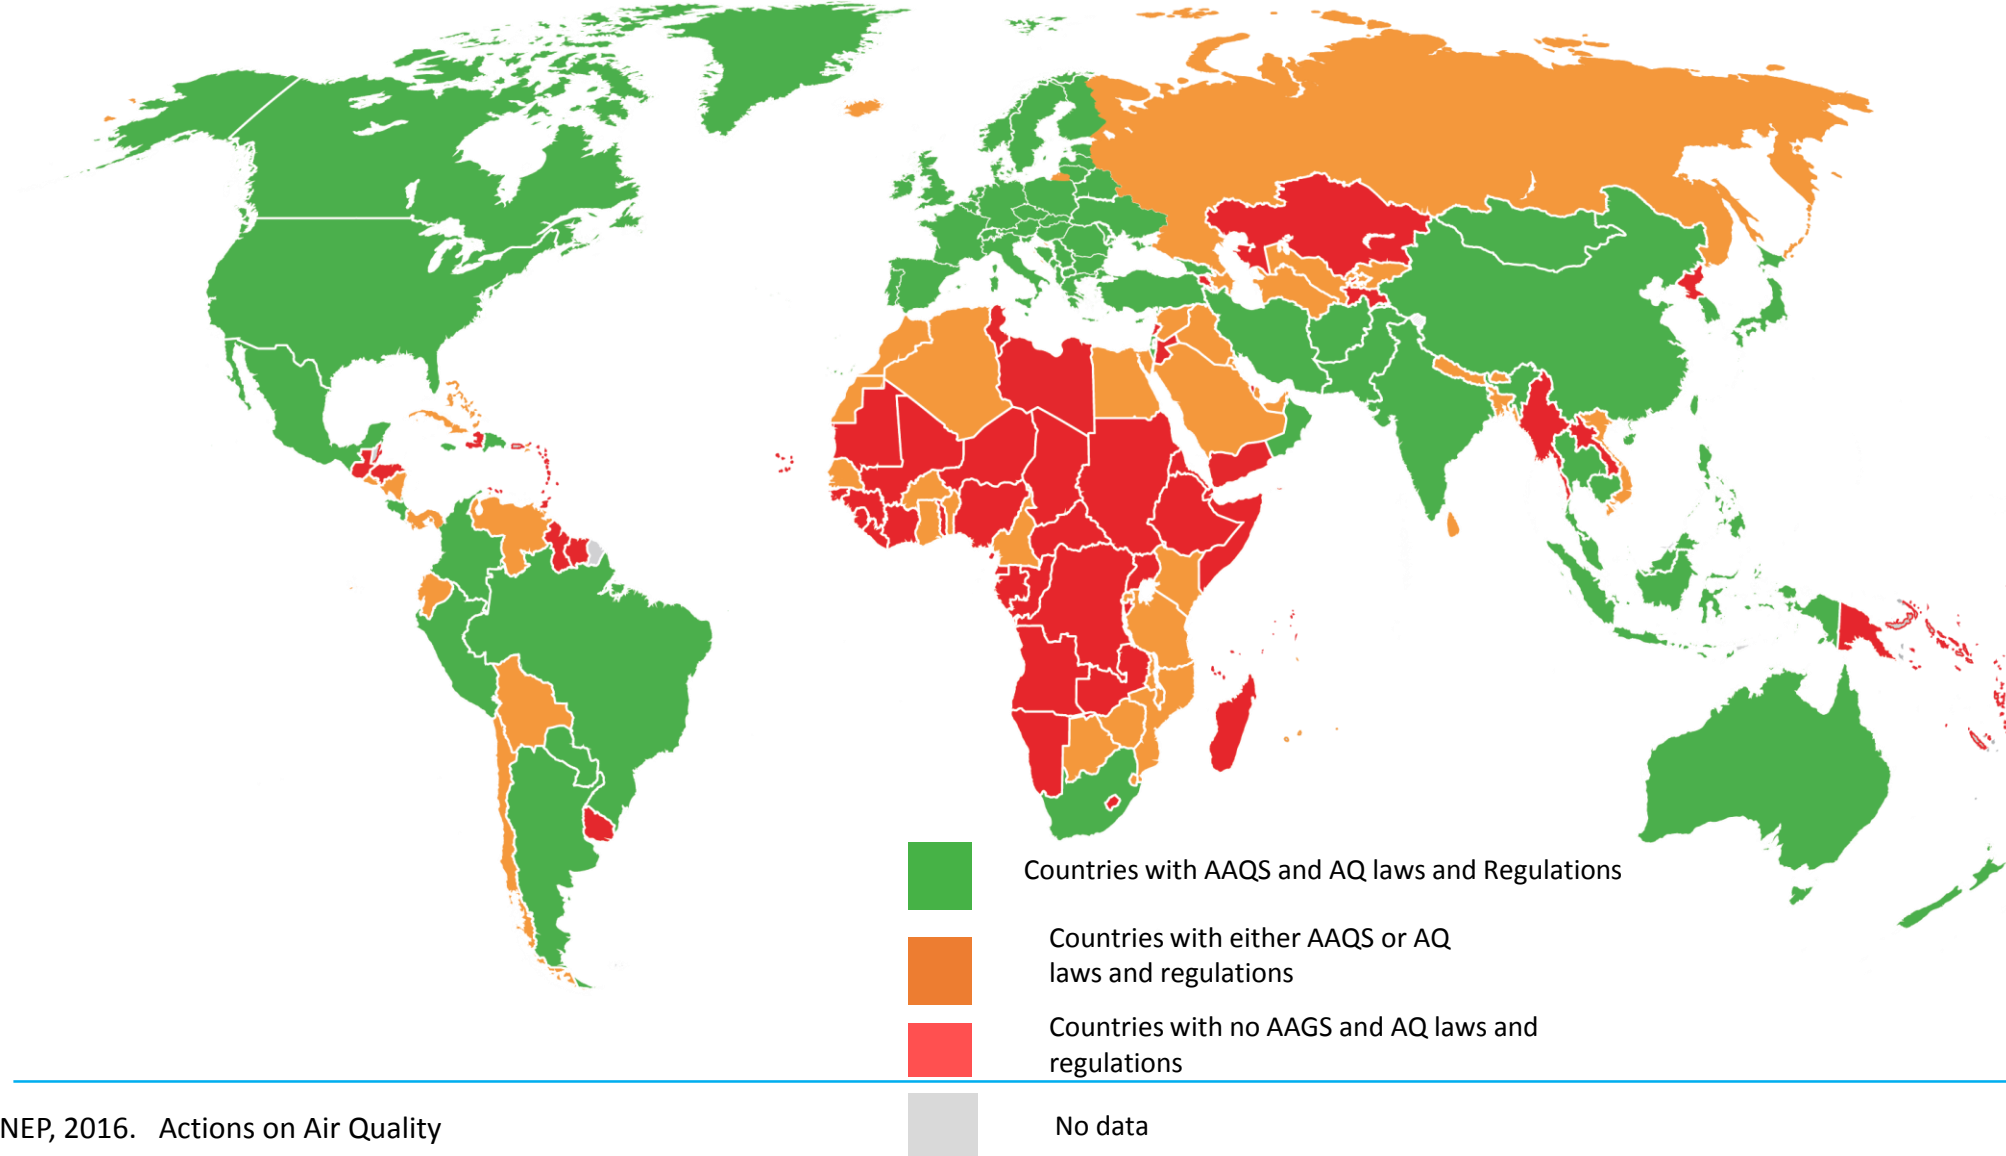 Countries with AAQS and AQ laws and Regulations
Countries with either AAQS or AQ
laws and regulations
Countries with no AAGS and AQ laws and
regulations
No data
NEP, 2016. Actions on Air Quality